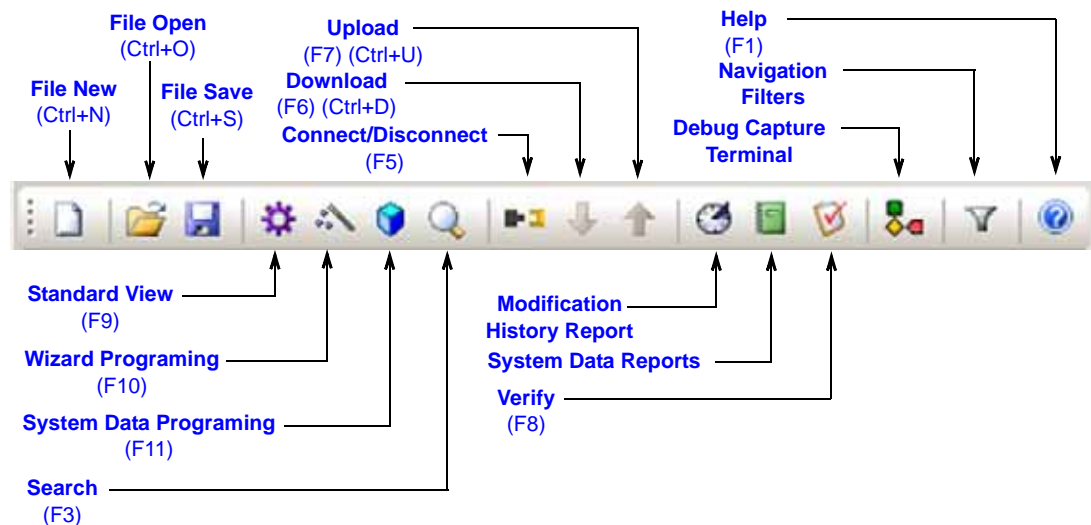 File Open
(Ctrl+O)
File New
(Ctrl+N)
File Save
(Ctrl+S)
Upload
(F7) (Ctrl+U)
Download
(F6) (Ctrl+D)
Connect/Disconnect
(F5)
Help
(F1)
Navigation
Filters
Debug Capture
Terminal
Standard View
(F9)
Wizard Programing
(F10)
System Data Programing
(F11)
Search
(F3)
Modification
History Report
System Data Reports
Verify
(F8)